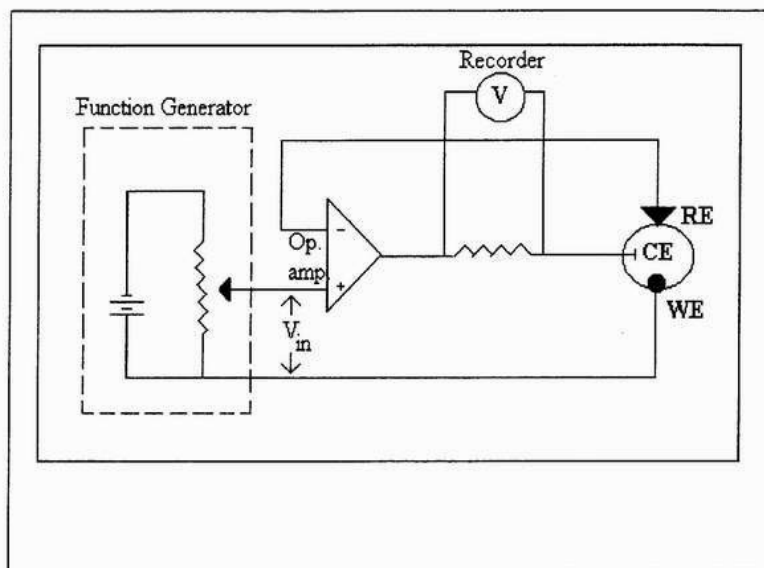 Recorder
V
Function Generator
RE
Op.
−
CE
amp.
+
WE
V in